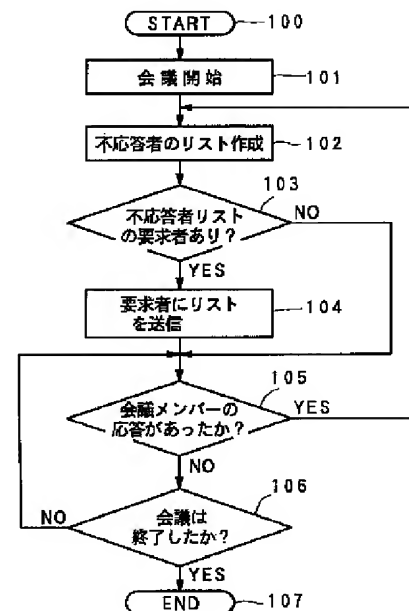 START 100
会議開始 101
不応答者のリスト作成 102
103
不応答者リスト
の要求者あり？
NO
YES
要求者にリスト
を送信
104
105
会議メンバーの
応答があったか？
YES
NO
106
会議は
終了したか？
NO
YES
END 107